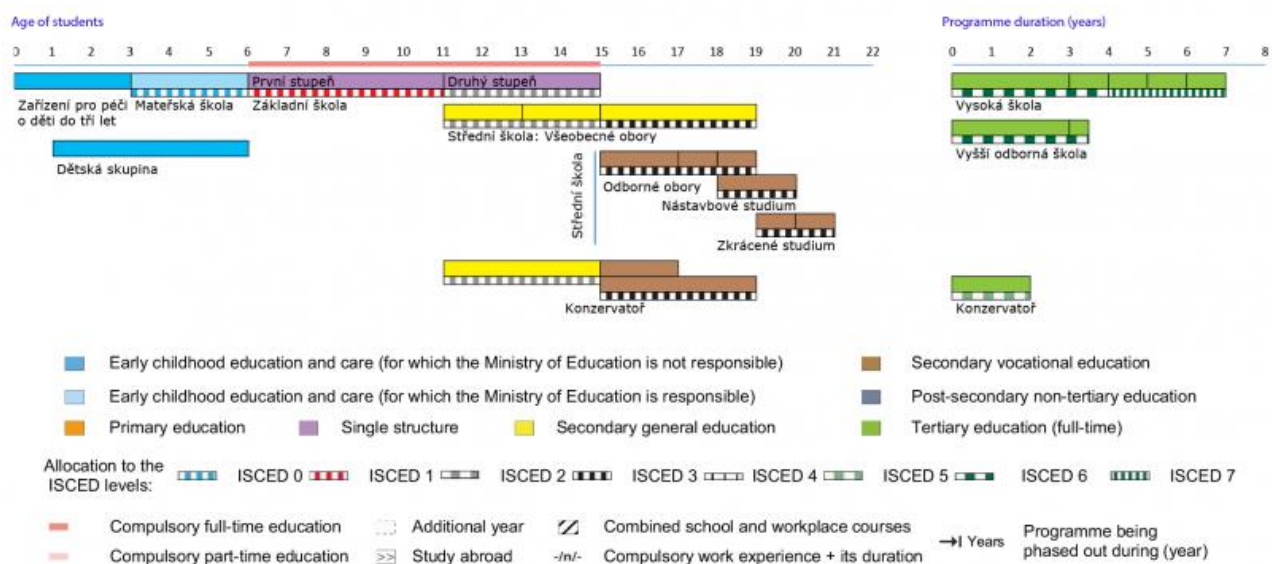 Age of students
Programme duration (years)
0 1 2 3 4 5 6 7 8 9 10 11 12 13 14 15 16 17 18 19 20 21 22
0 1 2 3 4 5 6 7 8
První stupeň
Druhý stupeň
Zařízení pro péči
o děti do tří let
Mateřská škola
Základní škola
Vysoká škola
Střední škola: Všeobecné obory
Vyšší odborná škola
Dětská skupina
Střední škola
Odborné obory
Nástavbové studium
Zkrácené studium
Konzervatoř
Konzervatoř
Early childhood education and care (for which the Ministry of Education is not responsible)
Secondary vocational education
Early childhood education and care (for which the Ministry of Education is responsible)
Post-secondary non-tertiary education
Primary education
Single structure
Secondary general education
Tertiary education (full-time)
Allocation to the
ISCED levels:
ISCED 0
ISCED 1
ISCED 2
ISCED 3
ISCED 4
ISCED 5
ISCED 6
ISCED 7
Compulsory full-time education
Additional year
Combined school and workplace courses
Years
Programme being
phased out during (year)
Compulsory part-time education
>> Study abroad
-/n/- Compulsory work experience + its duration